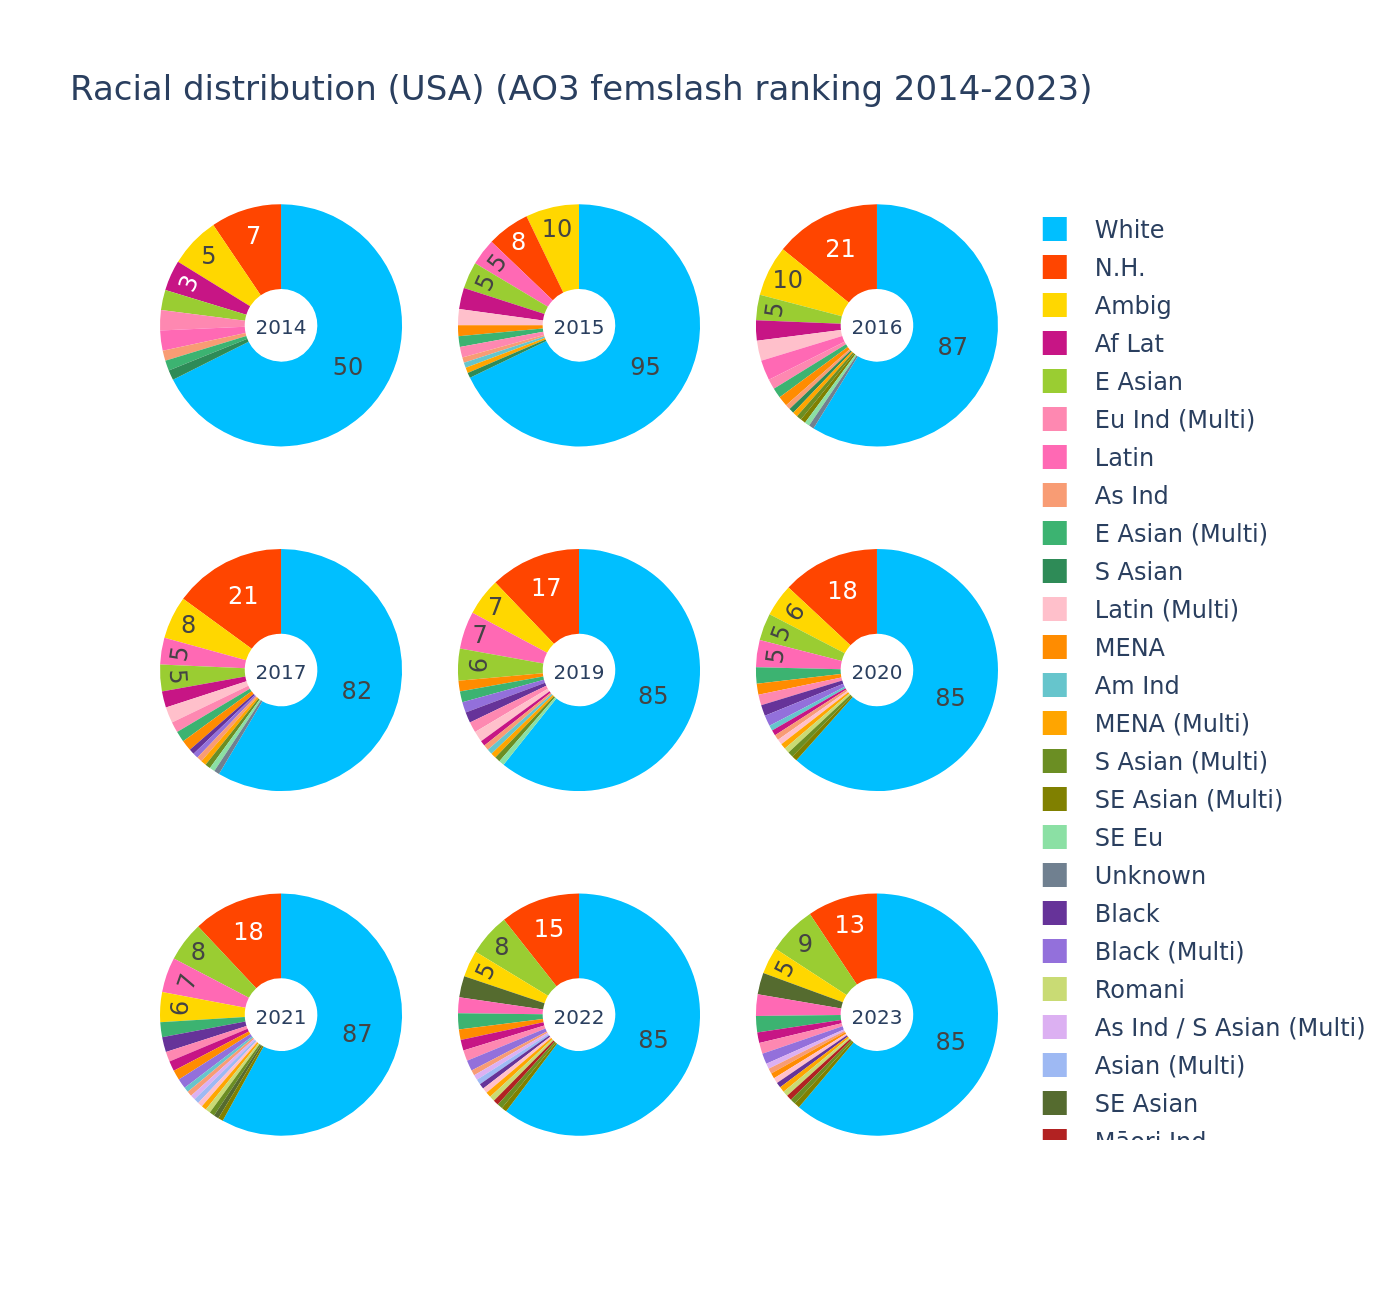 Racial distribution (USA) (AO3 femslash ranking 2014-2023)
7
5
3
2014
50
10
8
5
5
2015
95
21
10
5
2016
87
21
8
5
5
2017
82
17
7
7
6
2019
85
18
6
5
5
2020
85
18
8
7
6
2021
87
15
8
5
2022
85
13
9
5
2023
85
White
N.H.
Ambig
Af Lat
E Asian
Eu Ind (Multi)
Latin
As Ind
E Asian (Multi)
S Asian
Latin (Multi)
MENA
Am Ind
MENA (Multi)
S Asian (Multi)
SE Asian (Multi)
SE Eu
Unknown
Black
Black (Multi)
Romani
As Ind / S Asian (Multi)
Asian (Multi)
SE Asian
Māori Ind